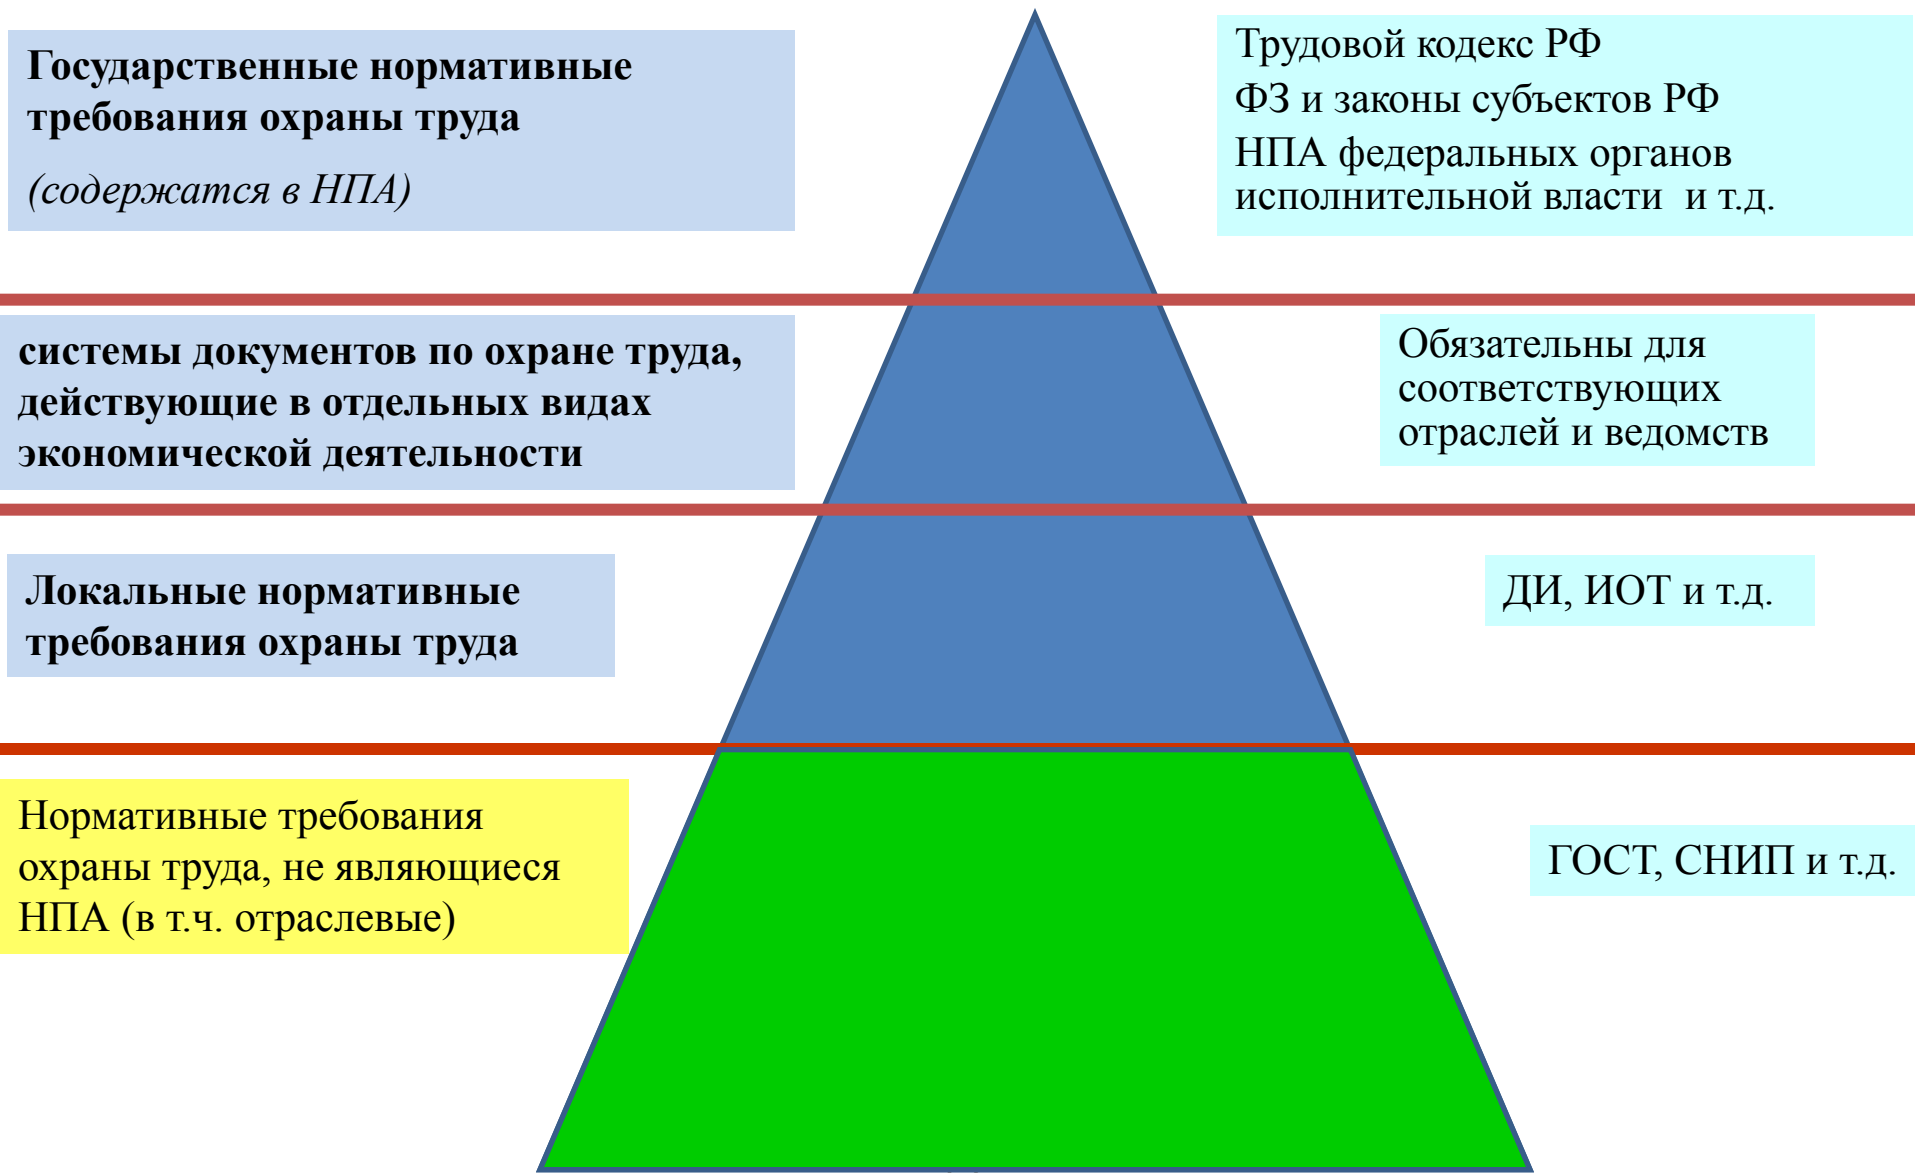 Государственные нормативные
требования охраны труда
(содержатся в НПА)
Трудовой кодекс РФ
ФЗ и законы субъектов РФ
НПА федеральных органов
исполнительной власти и т.д.
системы документов по охране труда,
действующие в отдельных видах
экономической деятельности
Обязательны для
соответствующих
отраслей и ведомств
Локальные нормативные
требования охраны труда
ДИ, ИОТ и т.д.
Нормативные требования
охраны труда, не являющиеся
НПА (в т.ч. отраслевые)
ГОСТ, СНИП и т.д.